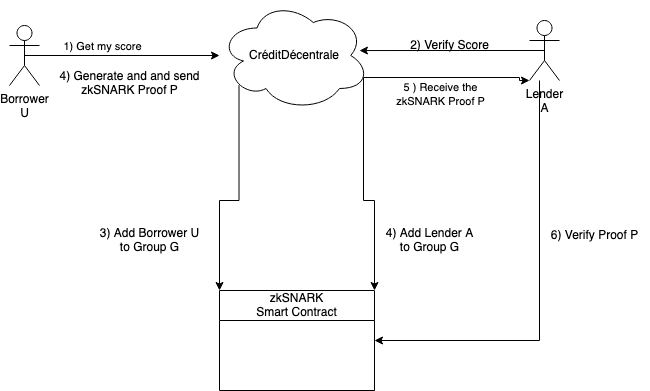 1) Get my score
4) Generate and and send
zkSNARK Proof P
Borrower
U
CréditDécentrale
2) Verify Score
5 ) Receive the
zkSNARK Proof P
Lender
A
3) Add Borrower U
to Group G
4) Add Lender A
to Group G
6) Verify Proof P
zkSNARK
Smart Contract